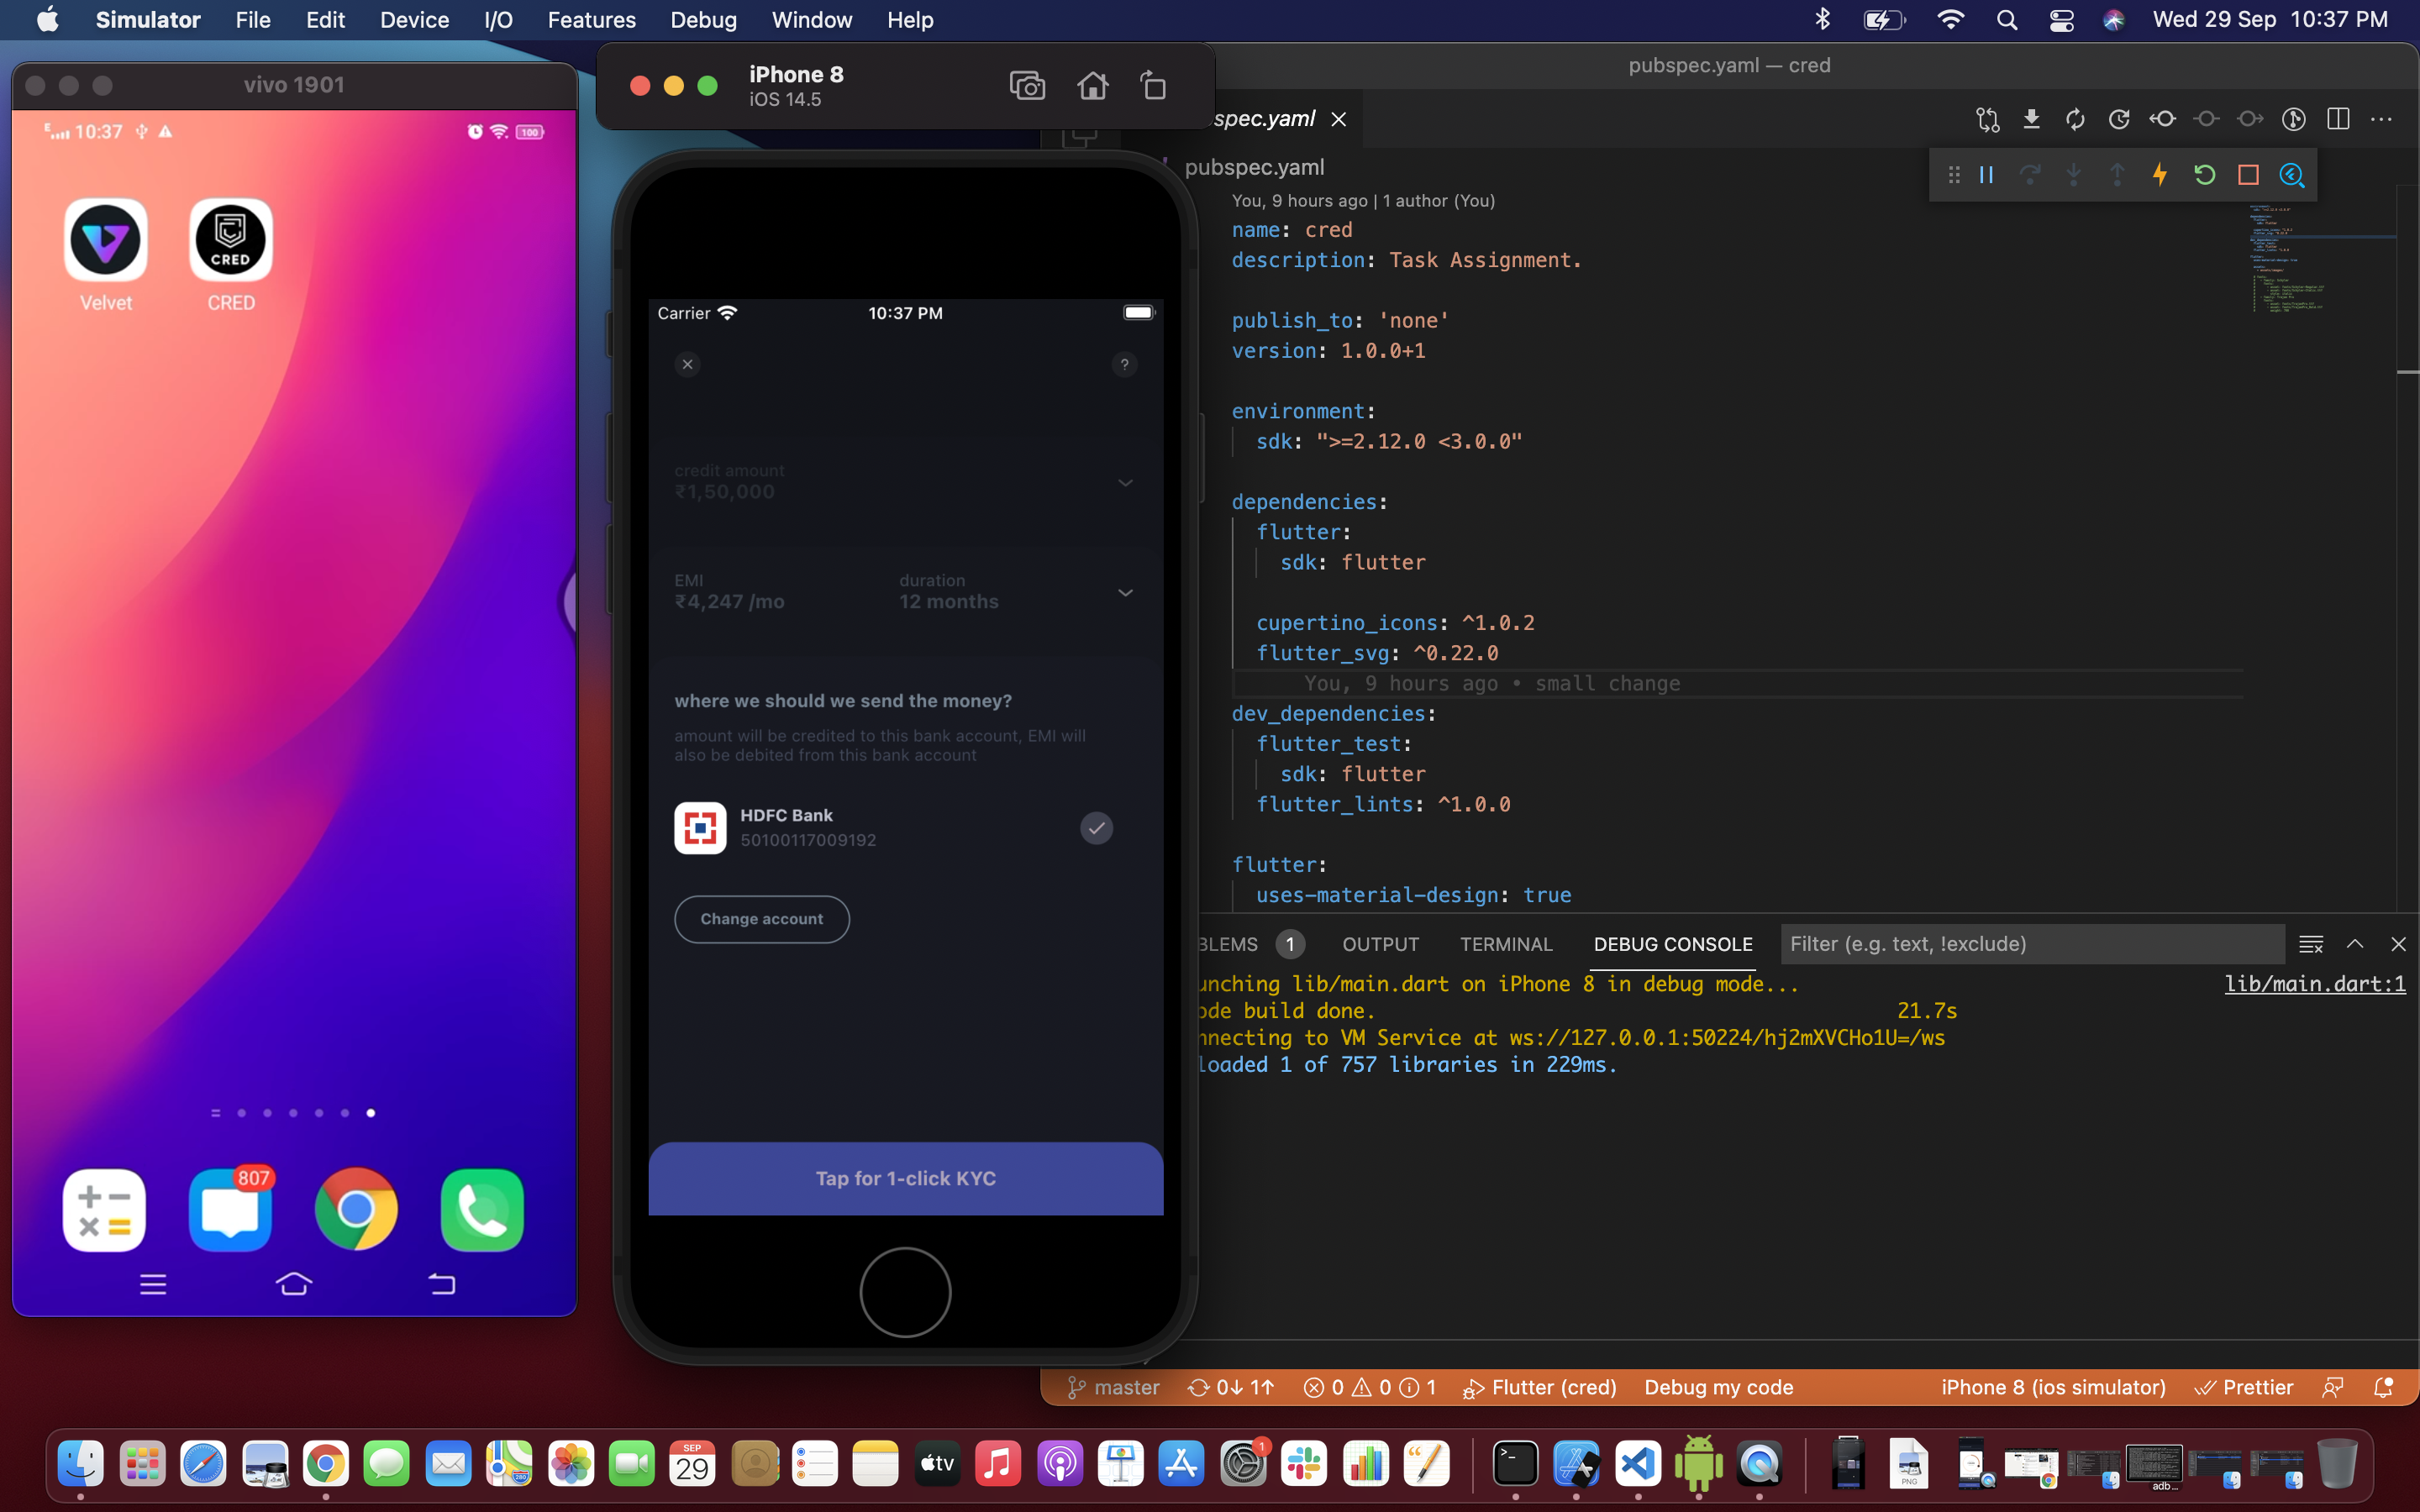 Simulator File Edit Device I/O Features Debug Window Help
Wed 29 Sep 10:37 PM
vivo 1901
E 10:37
100
Velvet
CRED
CRED
807
iPhone 8
iOS 14.5
Carrier
10:37 PM
?
credit amount
₹1,50,000
EMI
duration
₹4,247 /mo
12 months
where we should we send the money?
amount will be credited to this bank account, EMI will
also be debited from this bank account
HDFC Bank
50100117009192
Change account
Tap for 1-click KYC
pubspec.yaml — cred
spec.yaml
pubspec.yaml
You, 9 hours ago | 1 author (You)
name: cred
description: Task Assignment.
publish_to: 'none'
version: 1.0.0+1
environment:
sdk: ">=2.12.0 <3.0.0"
dependencies:
flutter:
sdk: flutter
cupertino_icons: ^1.0.2
flutter_svg: ^0.22.0
You, 9 hours ago • small change
dev_dependencies:
flutter_test:
sdk: flutter
flutter_lints: ^1.0.0
flutter:
uses-material-design: true
BLEMS 1 OUTPUT TERMINAL DEBUG CONSOLE Filter (e.g. text, !exclude)
unching lib/main.dart on iPhone 8 in debug mode... lib/main.dart:1
ode build done. 21.7s
nnecting to VM Service at ws://127.0.0.1:50224/hj2mXVCHo1U=/ws
loaded 1 of 757 libraries in 229ms.
master 0↓ 1↑ 0 0 1 Flutter (cred) Debug my code iPhone 8 (ios simulator) Prettier
280
SEP
29
tv
1
PNG
adb...